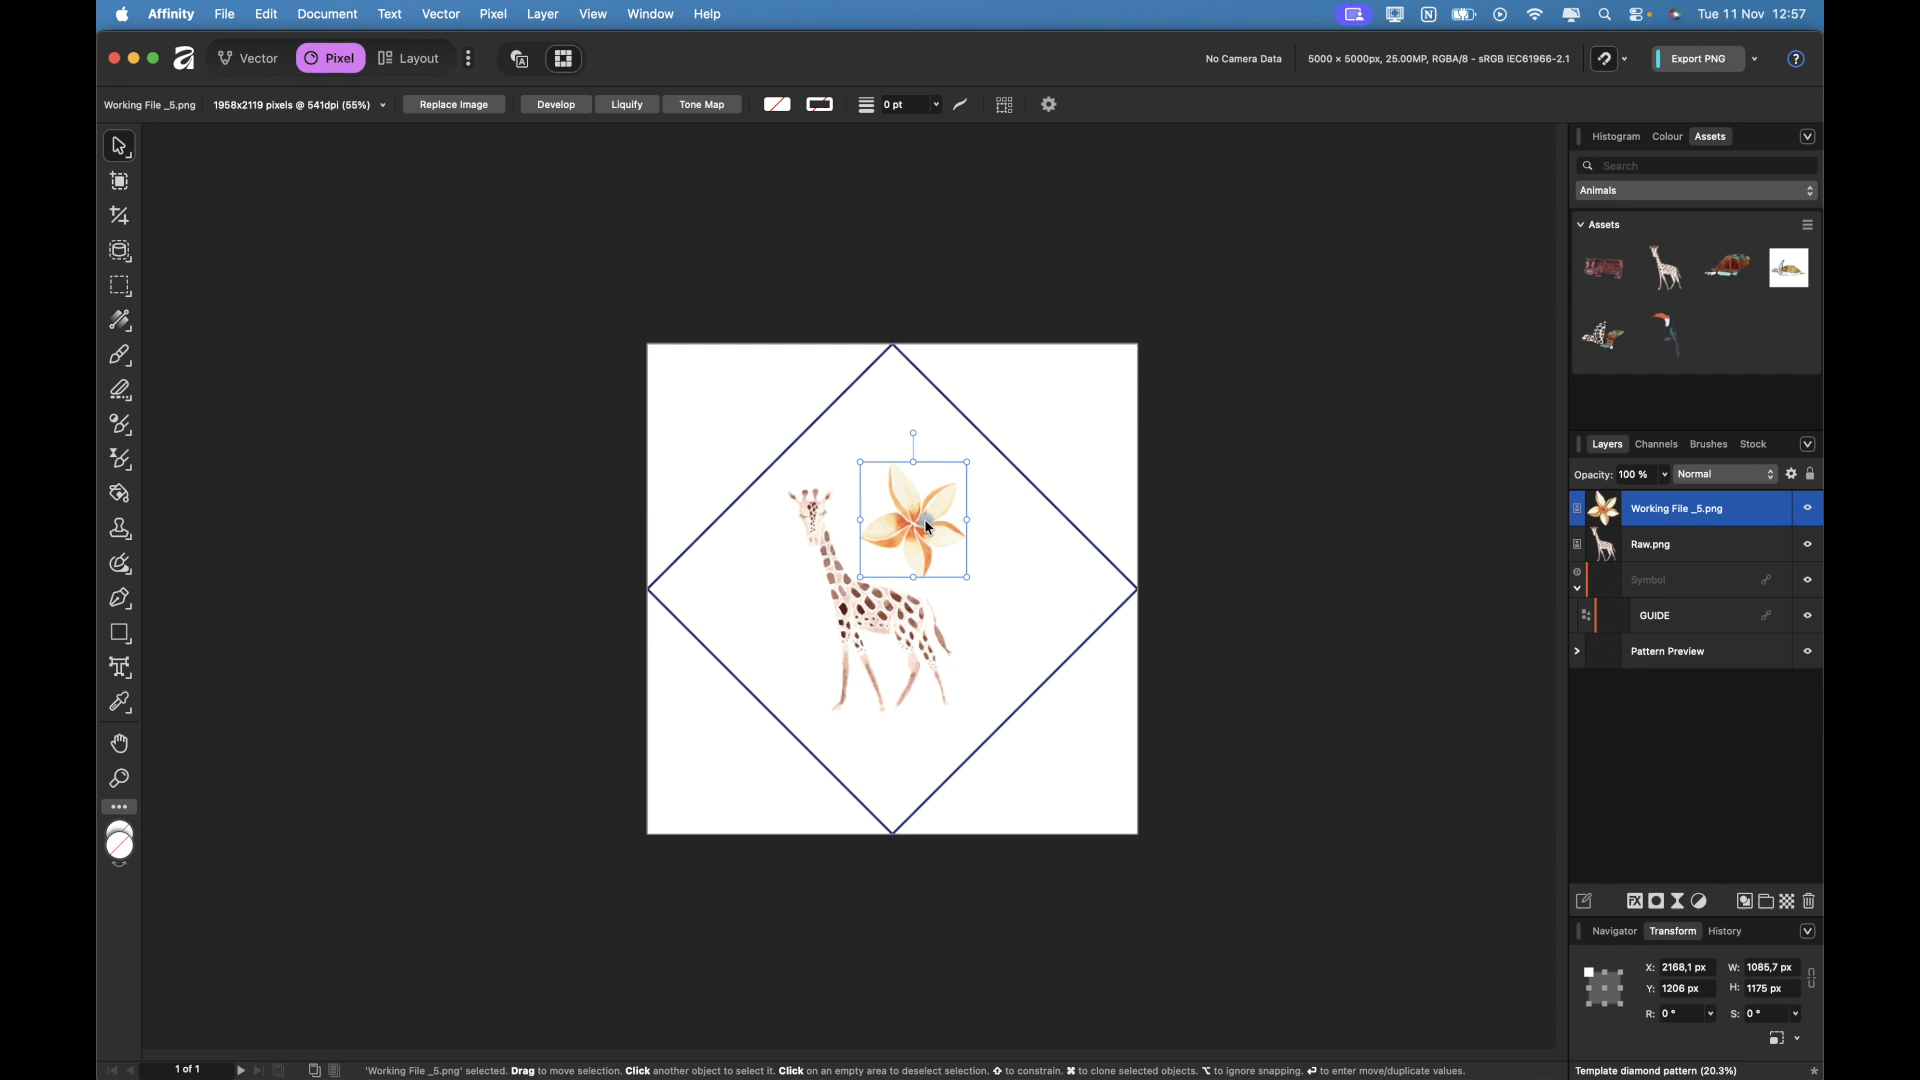 Affinity File Edit Document Text Vector Pixel Layer View Window Help Tue 11 Nov 12:57
Vector Pixel Layout No Camera Data 5000 × 5000px, 25.00MP, RGBA/8 - sRGB IEC61966-2.1 Export PNG ?
Working File _5.png 1958x2119 pixels @ 541dpi (55%) Replace Image Develop Liquify Tone Map 0 pt
Histogram Colour Assets
Search
Animals
Assets
Layers Channels Brushes Stock
Opacity: 100 % Normal
Working File _5.png
Raw.png
Symbol
GUIDE
Pattern Preview
FX
Navigator Transform History
X: 2168,1 px W: 1085,7 px
Y: 1206 px H: 1175 px
R: 0 ° S: 0 °
1 of 1 'Working File _5.png' selected. Drag to move selection. Click another object to select it. Click on an empty area to deselect selection. ⇧ to constrain. ⌘ to clone selected objects. ⌥ to ignore snapping. ↵ to enter move/duplicate values. Template diamond pattern (20.3%) *